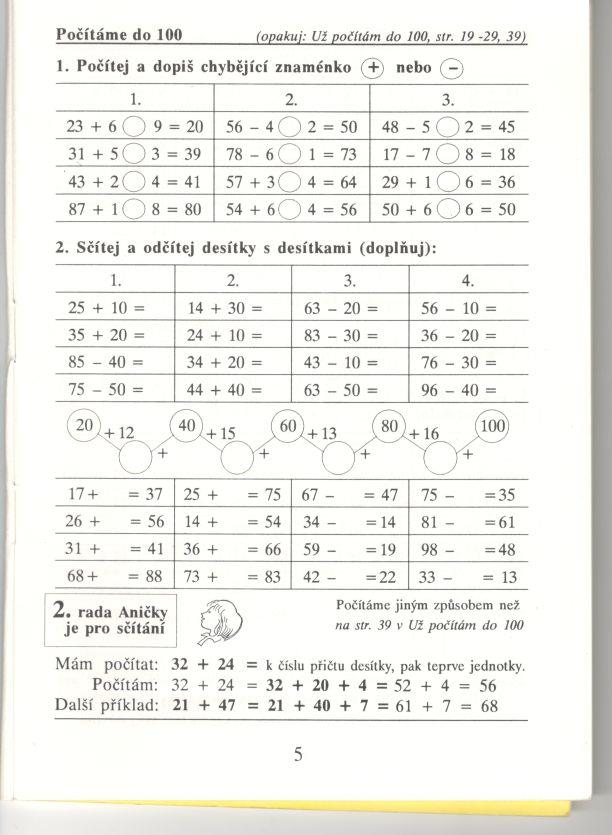 Počítáme do 100 (opakuj: Už počítám do 100, str. 19 -29, 39)
1. Počítej a dopiš chybějící znaménko + nebo −
1. 2. 3.
23 + 6 ◯ 9 = 20 56 − 4 ◯ 2 = 50 48 − 5 ◯ 2 = 45
31 + 5 ◯ 3 = 39 78 − 6 ◯ 1 = 73 17 − 7 ◯ 8 = 18
43 + 2 ◯ 4 = 41 57 + 3 ◯ 4 = 64 29 + 1 ◯ 6 = 36
87 + 1 ◯ 8 = 80 54 + 6 ◯ 4 = 56 50 + 6 ◯ 6 = 50
2. Sčítej a odčítej desítky s desítkami (doplňuj):
1. 2. 3. 4.
25 + 10 = 14 + 30 = 63 − 20 = 56 − 10 =
35 + 20 = 24 + 10 = 83 − 30 = 36 − 20 =
85 − 40 = 34 + 20 = 43 − 10 = 76 − 30 =
75 − 50 = 44 + 40 = 63 − 50 = 96 − 40 =
20 +12 40 +15 60 +13 80 +16 100
+ + + +
17+ = 37 25 + = 75 67 − = 47 75 − =35
26 + = 56 14 + = 54 34 − =14 81 − =61
31 + = 41 36 + = 66 59 − =19 98 − =48
68+ = 88 73 + = 83 42 − =22 33 − = 13
2. rada Aničky
je pro sčítání
Počítáme jiným způsobem než
na str. 39 v Už počítám do 100
Mám počítat: 32 + 24 = k číslu přičtu desítky, pak teprve jednotky.
Počítám: 32 + 24 = 32 + 20 + 4 = 52 + 4 = 56
Další příklad: 21 + 47 = 21 + 40 + 7 = 61 + 7 = 68
5